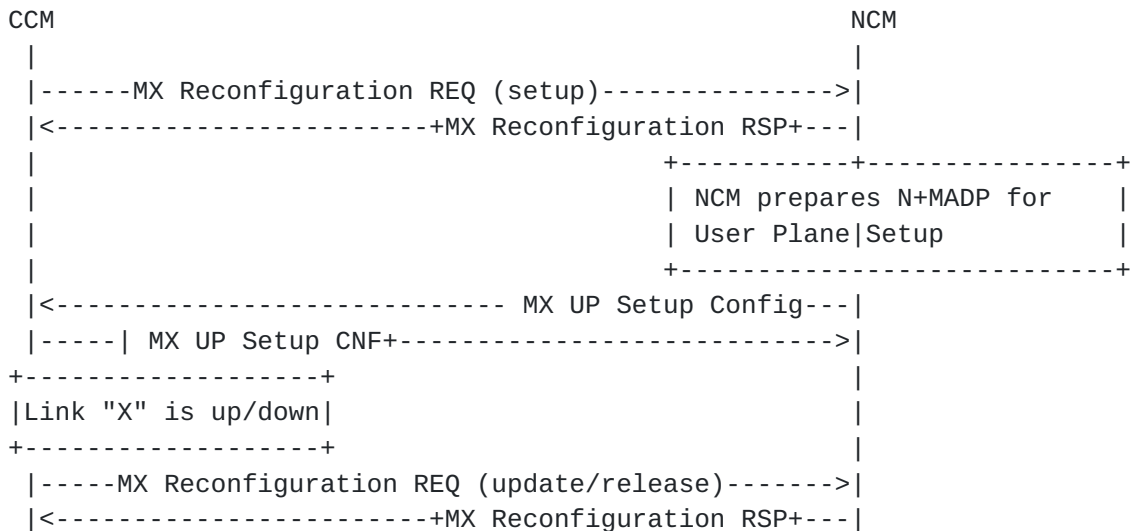 CCM NCM
|------MX Reconfiguration REQ (setup)--------------->|
|<------------------------+MX Reconfiguration RSP+---|
| NCM prepares N+MADP for |
| User Plane|Setup |
|<----------------------------- MX UP Setup Config---|
|-----| MX UP Setup CNF+---------------------------->|
|Link "X" is up/down|
|-----MX Reconfiguration REQ (update/release)------->|
|<------------------------+MX Reconfiguration RSP+---|